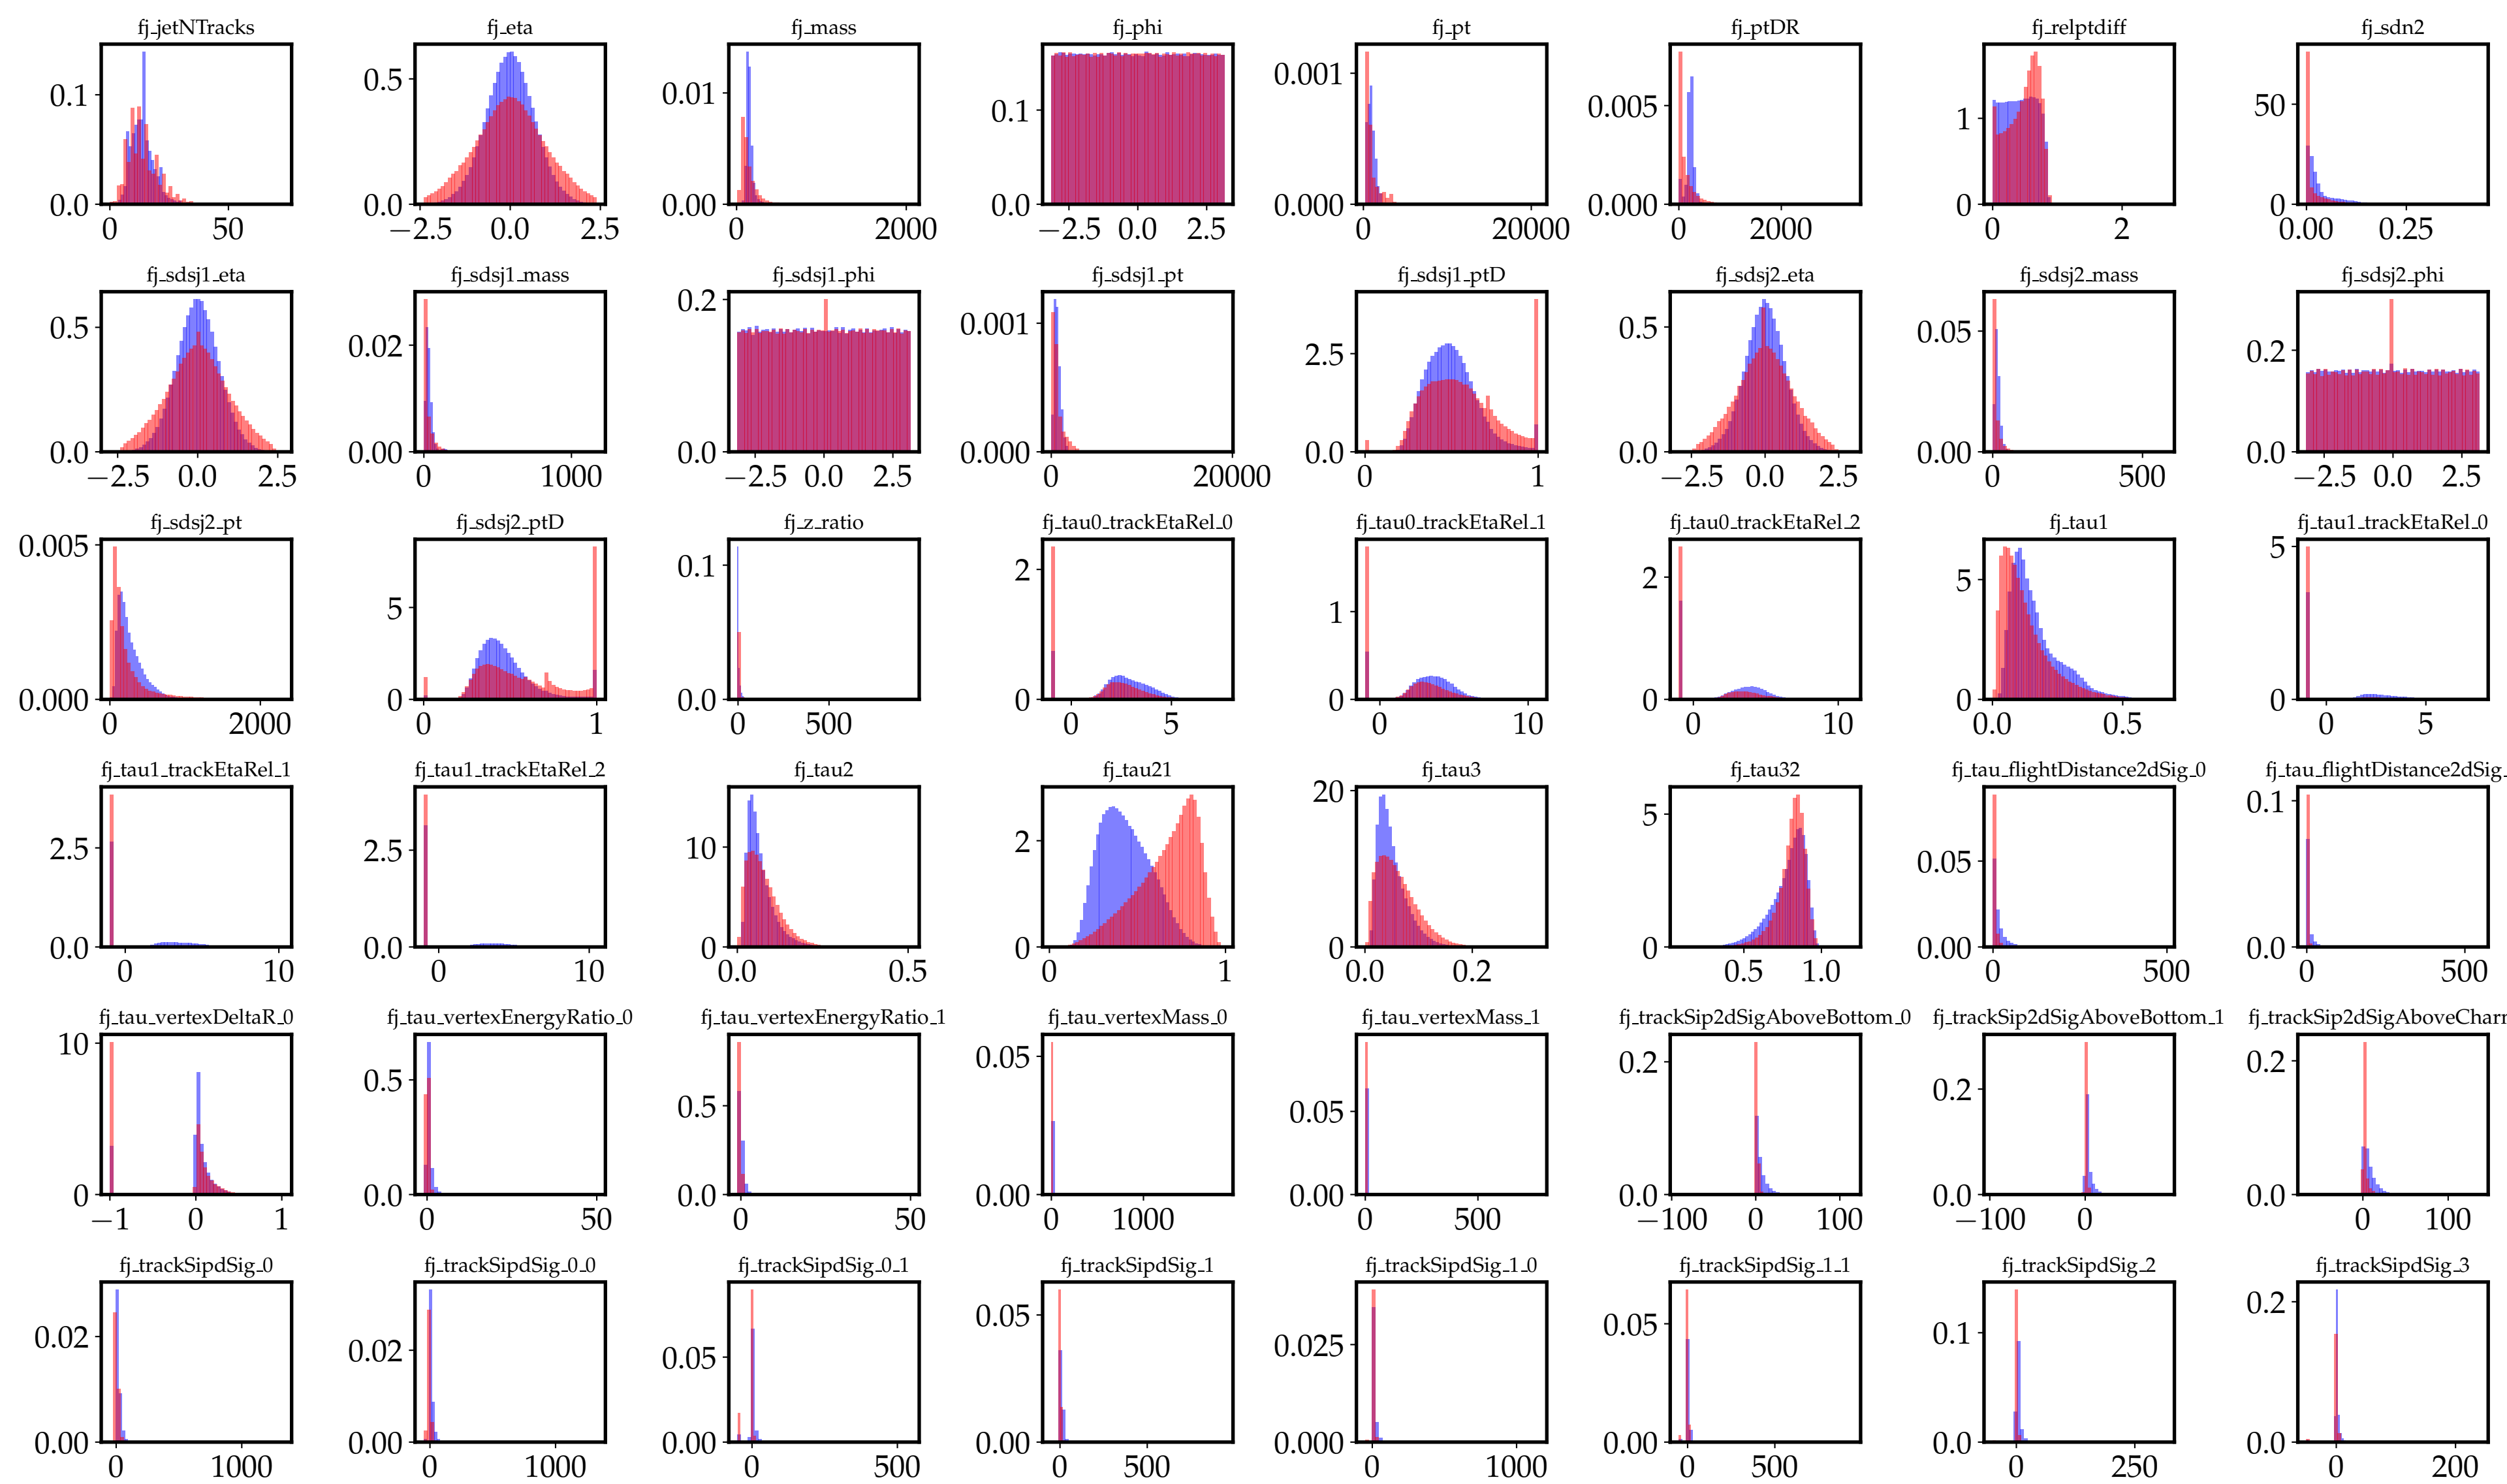 fj_jetNTracks fj_eta fj_mass fj_phi fj_pt fj_ptDR fj_relptdiff fj_sdn2
0.1 0.5 0.01 0.1 0.001 0.005 1 50
0.0 0.0 0.00 0.0 0.000 0.000 0 0
0 50 −2.5 0.0 2.5 0 2000 −2.5 0.0 2.5 0 20000 0 2000 0 2 0.00 0.25
fj_sdsj1_eta fj_sdsj1_mass fj_sdsj1_phi fj_sdsj1_pt fj_sdsj1_ptD fj_sdsj2_eta fj_sdsj2_mass fj_sdsj2_phi
0.5 0.02 0.2 0.001 2.5 0.5 0.05 0.2
0.0 0.00 0.0 0.000 0.0 0.0 0.00 0.0
−2.5 0.0 2.5 0 1000 −2.5 0.0 2.5 0 20000 0 1 −2.5 0.0 2.5 0 500 −2.5 0.0 2.5
fj_sdsj2_pt fj_sdsj2_ptD fj_z_ratio fj_tau0_trackEtaRel_0 fj_tau0_trackEtaRel_1 fj_tau0_trackEtaRel_2 fj_tau1 fj_tau1_trackEtaRel_0
0.005 5 0.1 2 1 2 5 5
0.000 0 0.0 0 0 0 0 0
0 2000 0 1 0 500 0 5 0 10 0 10 0.0 0.5 0 5
fj_tau1_trackEtaRel_1 fj_tau1_trackEtaRel_2 fj_tau2 fj_tau21 fj_tau3 fj_tau32 fj_tau_flightDistance2dSig_0 fj_tau_flightDistance2dSig_
2.5 2.5 10 2 20 5 0.05 0.1
0.0 0.0 0 0 0 0 0.00 0.0
0 10 0 10 0.0 0.5 0 1 0.0 0.2 0.5 1.0 0 500 0 500
fj_tau_vertexDeltaR_0 fj_tau_vertexEnergyRatio_0 fj_tau_vertexEnergyRatio_1 fj_tau_vertexMass_0 fj_tau_vertexMass_1 fj_trackSip2dSigAboveBottom_0 fj_trackSip2dSigAboveBottom_1 fj_trackSip2dSigAboveCharm
10 0.5 0.5 0.05 0.05 0.2 0.2 0.2
0 0.0 0.0 0.00 0.00 0.0 0.0 0.0
−1 0 1 0 50 0 50 0 1000 0 500 −100 0 100 −100 0 0 100
fj_trackSipdSig_0 fj_trackSipdSig_0_0 fj_trackSipdSig_0_1 fj_trackSipdSig_1 fj_trackSipdSig_1_0 fj_trackSipdSig_1_1 fj_trackSipdSig_2 fj_trackSipdSig_3
0.02 0.02 0.05 0.05 0.025 0.05 0.1 0.2
0.00 0.00 0.00 0.00 0.000 0.00 0.0 0.0
0 1000 0 1000 0 500 0 500 0 1000 0 500 0 250 0 200